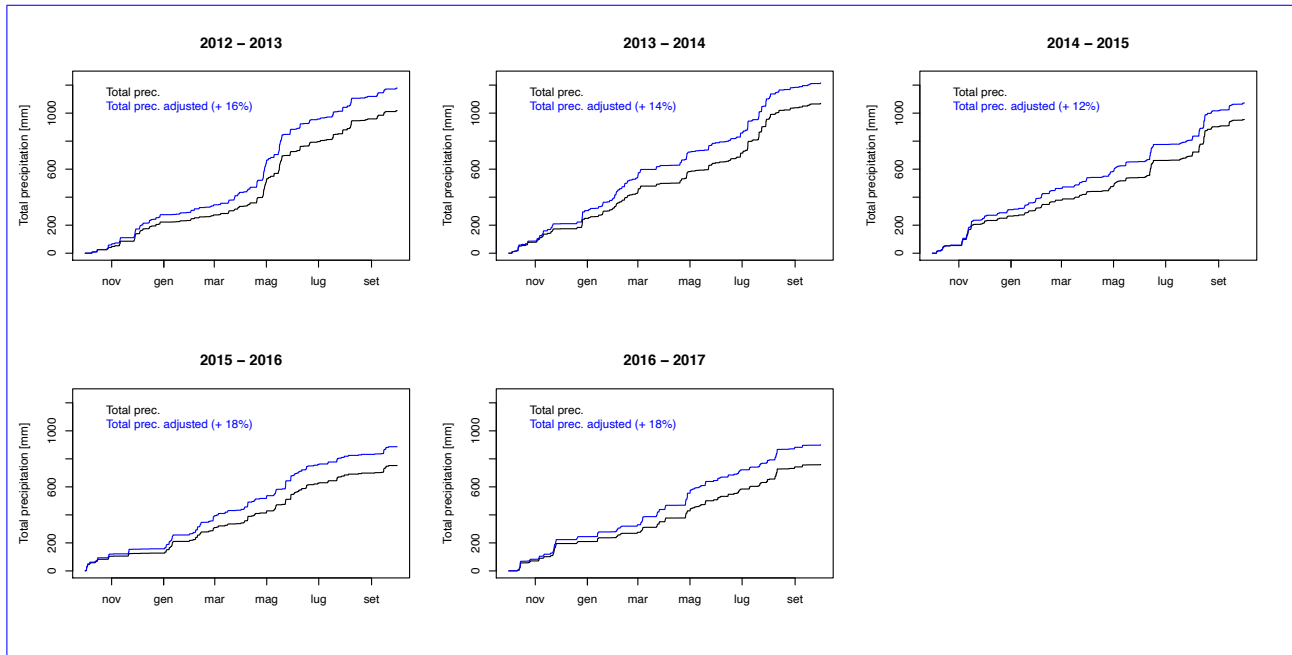 2012 – 2013
Total precipitation [mm]
0 200 600 1000
Total prec.
Total prec. adjusted (+ 16%)
nov gen mar mag lug set
2013 – 2014
Total precipitation [mm]
0 200 600 1000
Total prec.
Total prec. adjusted (+ 14%)
nov gen mar mag lug set
2014 – 2015
Total precipitation [mm]
0 200 600 1000
Total prec.
Total prec. adjusted (+ 12%)
nov gen mar mag lug set
2015 – 2016
Total precipitation [mm]
0 200 600 1000
Total prec.
Total prec. adjusted (+ 18%)
nov gen mar mag lug set
2016 – 2017
Total precipitation [mm]
0 200 600 1000
Total prec.
Total prec. adjusted (+ 18%)
nov gen mar mag lug set